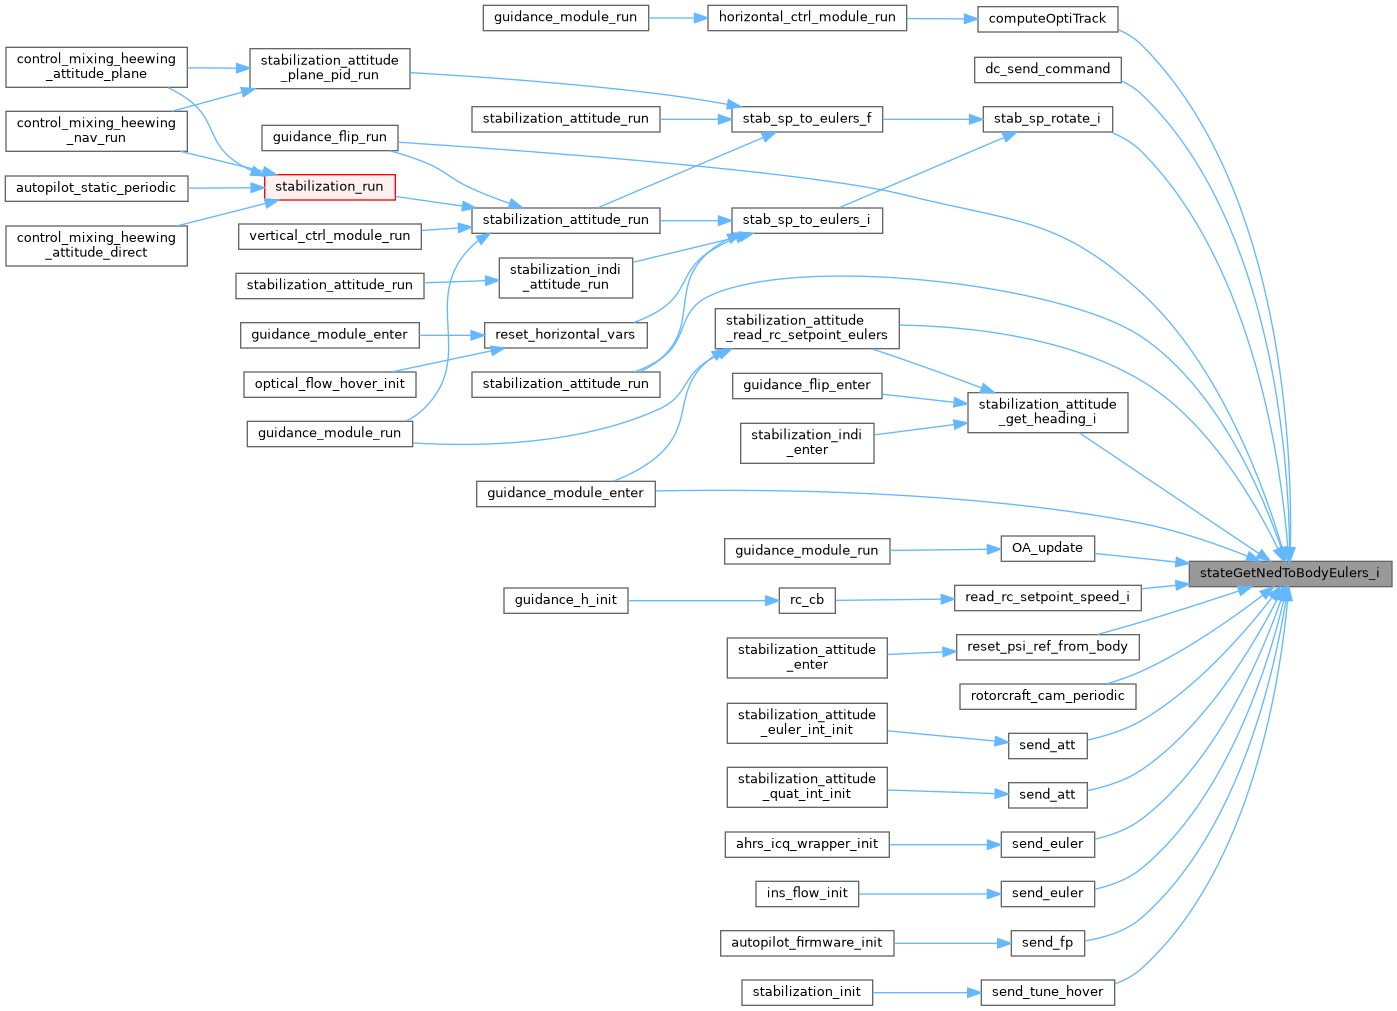 guidance_module_run
horizontal_ctrl_module_run
computeOptiTrack
control_mixing_heewing
_attitude_plane
stabilization_attitude
_plane_pid_run
dc_send_command
stabilization_attitude_run
stab_sp_to_eulers_f
stab_sp_rotate_i
control_mixing_heewing
_nav_run
guidance_flip_run
autopilot_static_periodic
stabilization_run
stabilization_attitude_run
stab_sp_to_eulers_i
control_mixing_heewing
_attitude_direct
vertical_ctrl_module_run
stabilization_indi
_attitude_run
stabilization_attitude_run
guidance_module_enter
reset_horizontal_vars
stabilization_attitude
_read_rc_setpoint_eulers
optical_flow_hover_init
stabilization_attitude_run
guidance_flip_enter
stabilization_attitude
_get_heading_i
guidance_module_run
stabilization_indi
_enter
guidance_module_enter
guidance_module_run
OA_update
stateGetNedToBodyEulers_i
guidance_h_init
rc_cb
read_rc_setpoint_speed_i
stabilization_attitude
_enter
reset_psi_ref_from_body
rotorcraft_cam_periodic
stabilization_attitude
_euler_int_init
send_att
stabilization_attitude
_quat_int_init
send_att
ahrs_icq_wrapper_init
send_euler
ins_flow_init
send_euler
autopilot_firmware_init
send_fp
stabilization_init
send_tune_hover